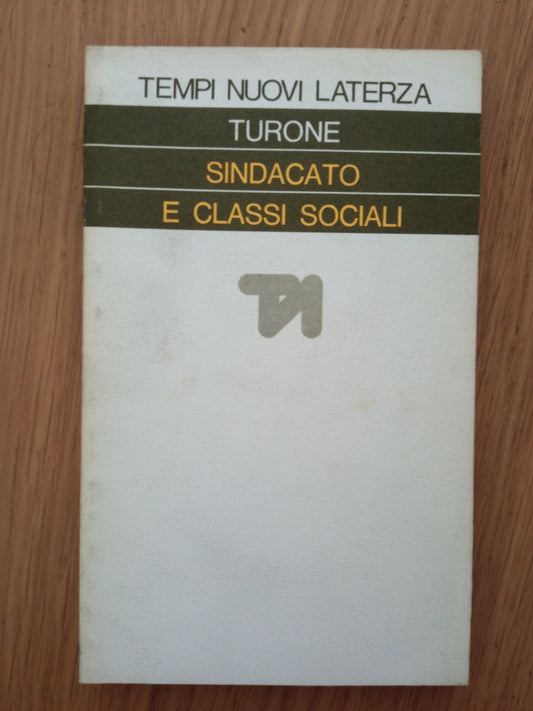 TEMPI NUOVI LATERZA
TURONE
SINDACATO
E CLASSI SOCIALI